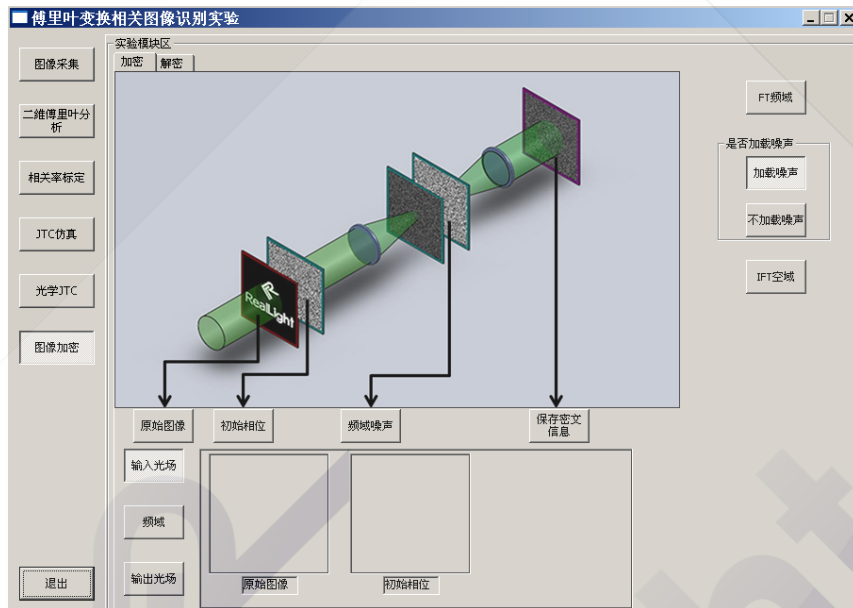 傅里叶变换相关图像识别实验
图像采集
二维傅里叶分
析
相关率标定
JTC仿真
光学JTC
图像加密
退出
实验模块区
加密
解密
RealLight
原始图像
初始相位
频域噪声
保存密文
信息
FT频域
是否加载噪声
加载噪声
不加载噪声
IFT空域
输入光场
频域
输出光场
原始图像
初始相位